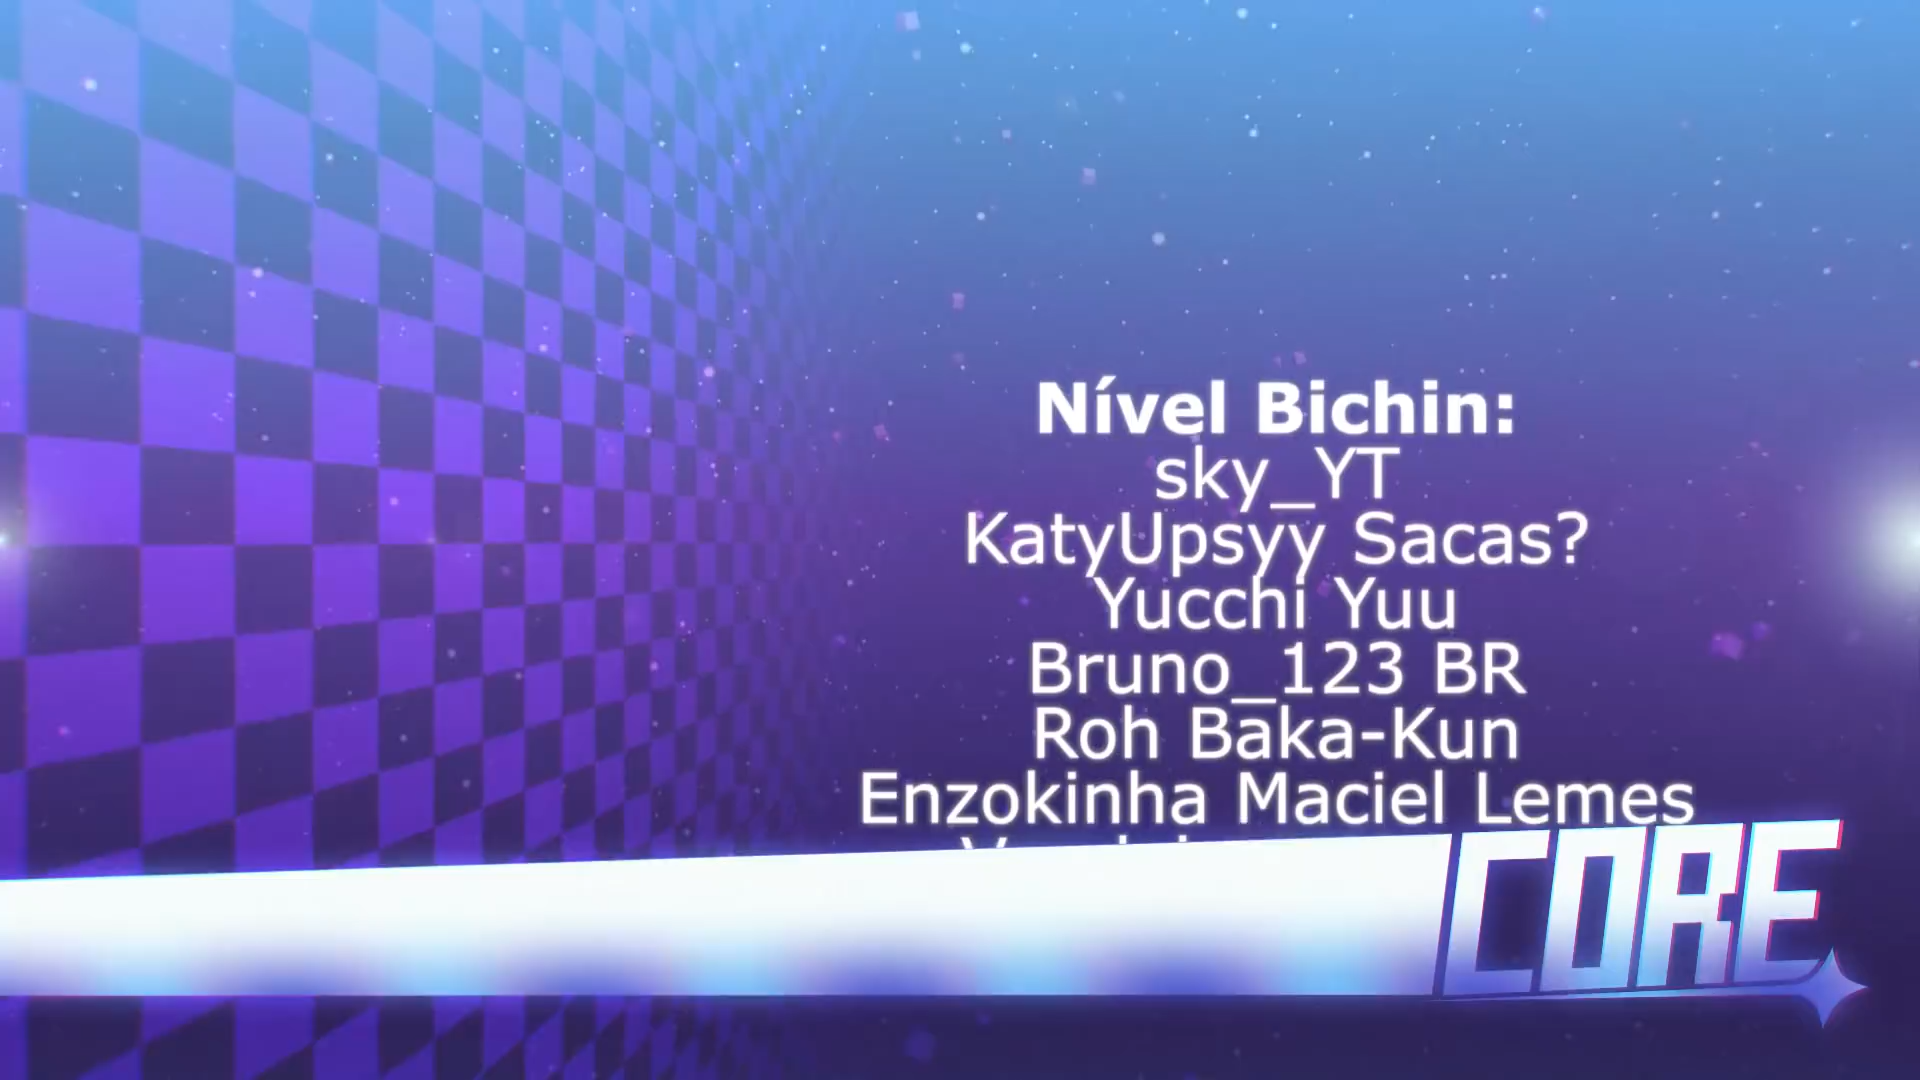 Nível Bichin:
sky_YT
KatyUpsyy Sacas?
Yucchi Yuu
Bruno_123 BR
Roh Baka-Kun
Enzokinha Maciel Lemes
CORE